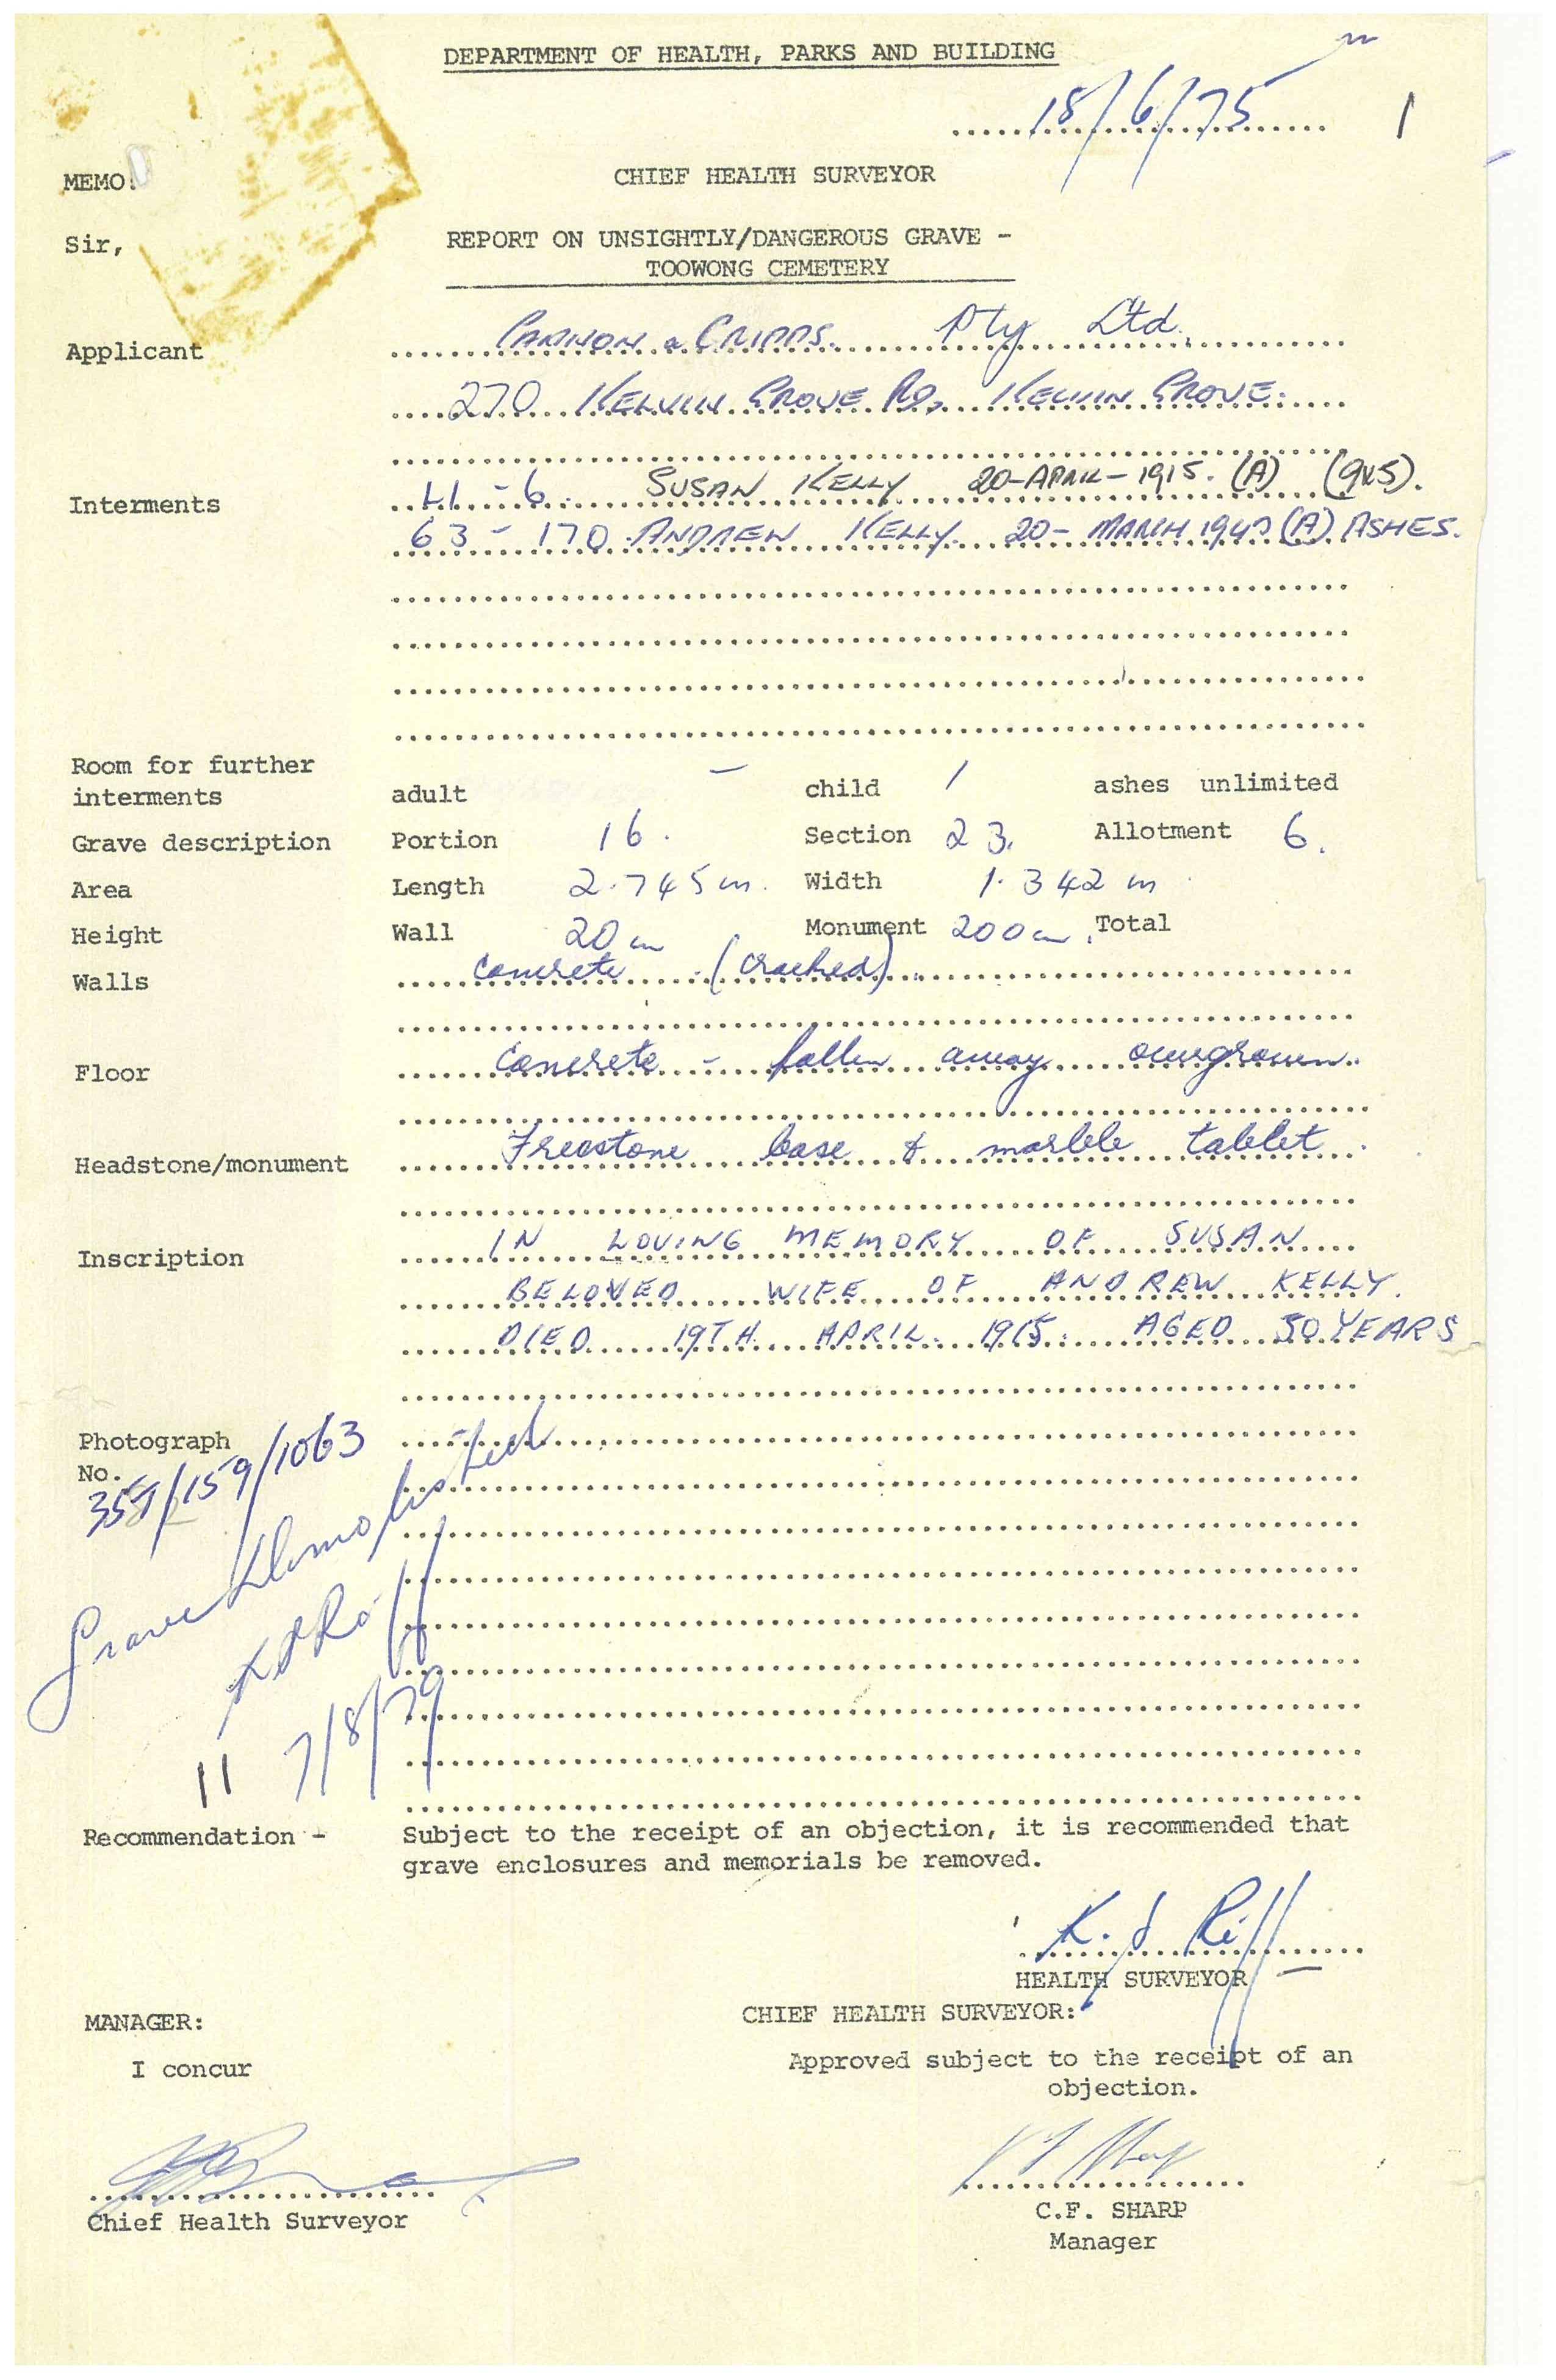 DEPARTMENT OF HEALTH, PARKS AND BUILDING
18/6/75
1
MEMO: CHIEF HEALTH SURVEYOR
Sir, REPORT ON UNSIGHTLY/DANGEROUS GRAVE -
TOOWONG CEMETERY
Applicant CANNON & CRIPPS. Pty Ltd.
270 KELVIN GROVE RD, KELVIN GROVE.
Interments 41-6. SUSAN KELLY 20-APRIL-1915. (A) (9x5).
63-170 ANDREW KELLY. 20-MARCH (A) ASHES.
Room for further
interments adult — child 1 ashes unlimited
Grave description Portion 16. Section 23. Allotment 6.
Area Length 2.745m. Width 1.342m
Height Wall 20cm Monument 200cm. Total
Walls Concrete (cracked).
Floor Concrete - fallen away overgrown.
Headstone/monument Freestone base & marble tablet.
Inscription IN LOVING MEMORY OF SUSAN
BELOVED WIFE OF ANDREW KELLY.
DIED 19TH APRIL 1915. AGED 50 YEARS
Photograph
No.
/159/1063
Grave Demolished
7/8/79
11
Recommendation - Subject to the receipt of an objection, it is recommended that
grave enclosures and memorials be removed.
HEALTH SURVEYOR
MANAGER: CHIEF HEALTH SURVEYOR:
I concur Approved subject to the receipt of an
objection.
Chief Health Surveyor C.F. SHARP
Manager